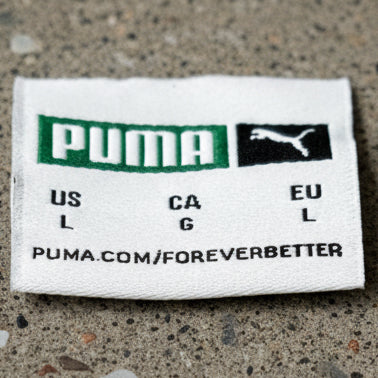 PUMA
US CA EU
L G L
PUMA.COM/FOREVERBETTER